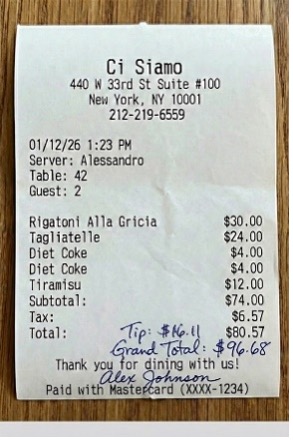 Ci Siamo
440 W 33rd St Suite #100
New York, NY 10001
212-219-6559
01/12/26 1:23 PM
Server: Alessandro
Table: 42
Guest: 2
Rigatoni Alla Gricia $30.00
Tagliatelle $24.00
Diet Coke $4.00
Diet Coke $4.00
Tiramisu $12.00
Subtotal: $74.00
Tax: $6.57
Total: $80.57
Tip: $16.11
Grand Total: $96.68
Thank you for dining with us!
Alex Johnson
Paid with Mastercard (XXXX-1234)